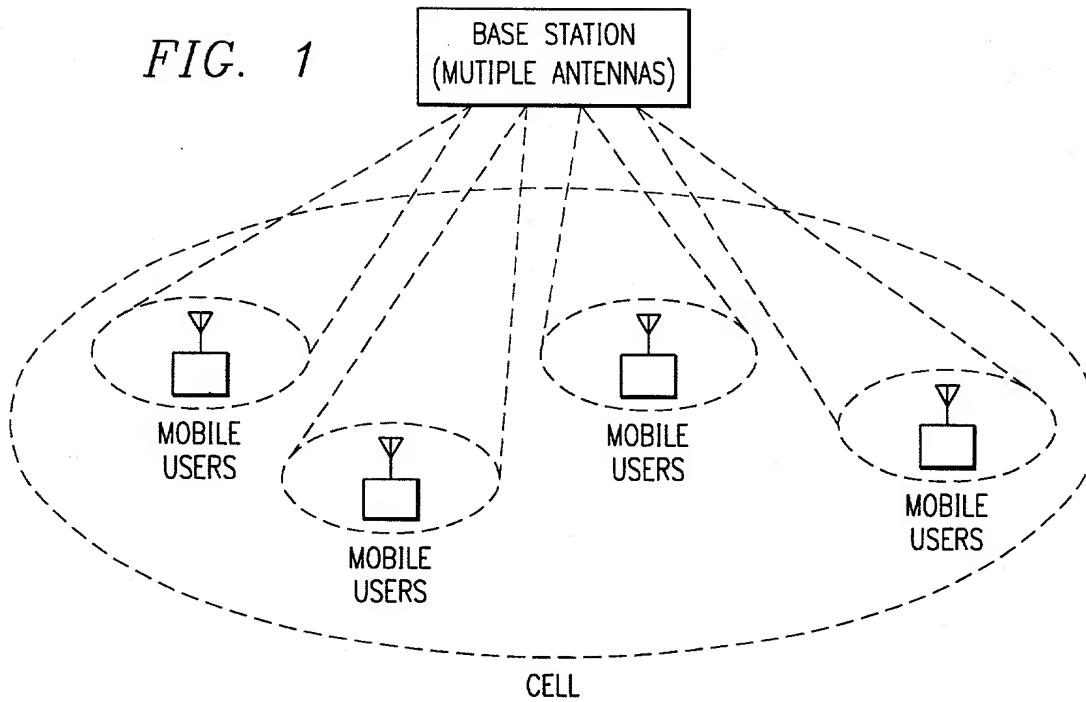 FIG. 1
BASE STATION
(MUTIPLE ANTENNAS)
MOBILE
USERS
MOBILE
USERS
MOBILE
USERS
MOBILE
USERS
CELL